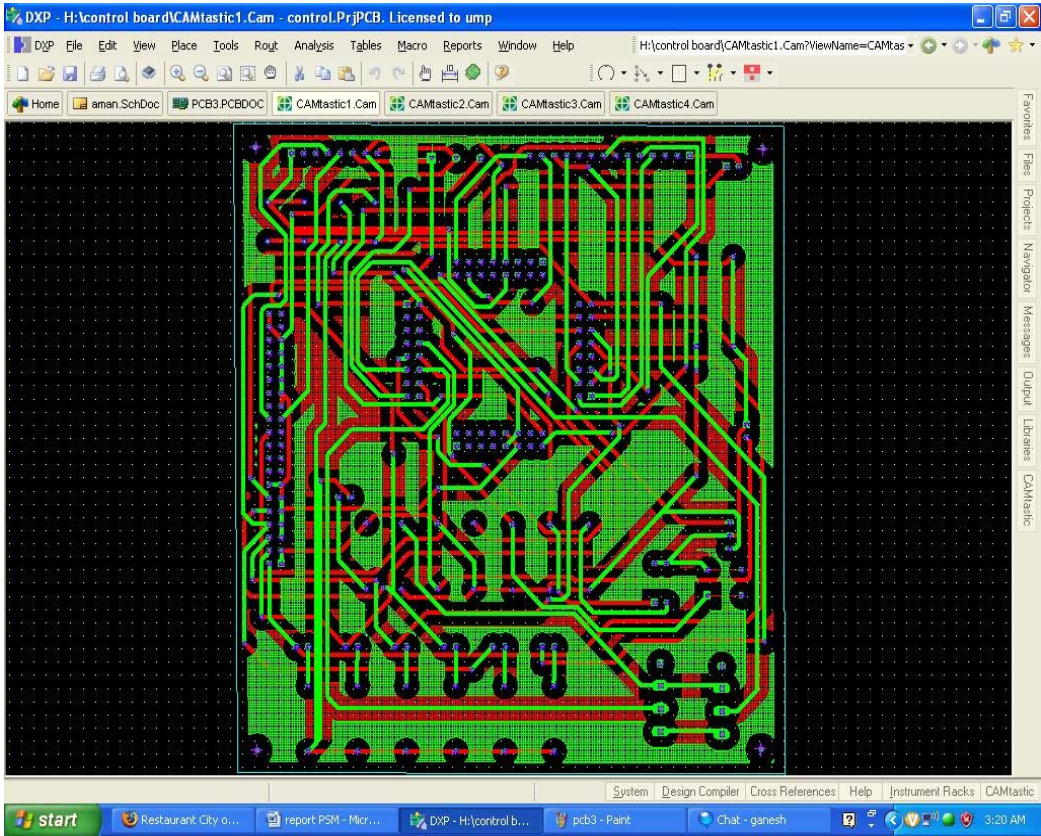 DXP - H:\control board\CAMtastic1.Cam - control.PrjPCB. Licensed to ump
DXP File Edit View Place Tools Rout Analysis Tables Macro Reports Window Help H:\control board\CAMtastic1.Cam?ViewName=CAMtas
Home aman.SchDoc PCB3.PCBDOC CAMtastic1.Cam CAMtastic2.Cam CAMtastic3.Cam CAMtastic4.Cam
Favorites
Files
Projects
Navigator
Messages
Output
Libraries
CAMtastic
System Design Compiler Cross References Help Instrument Racks CAMtastic
start Restaurant City o... report PSM - Micr... DXP - H:\control b... pcb3 - Paint Chat - ganesh 3:20 AM